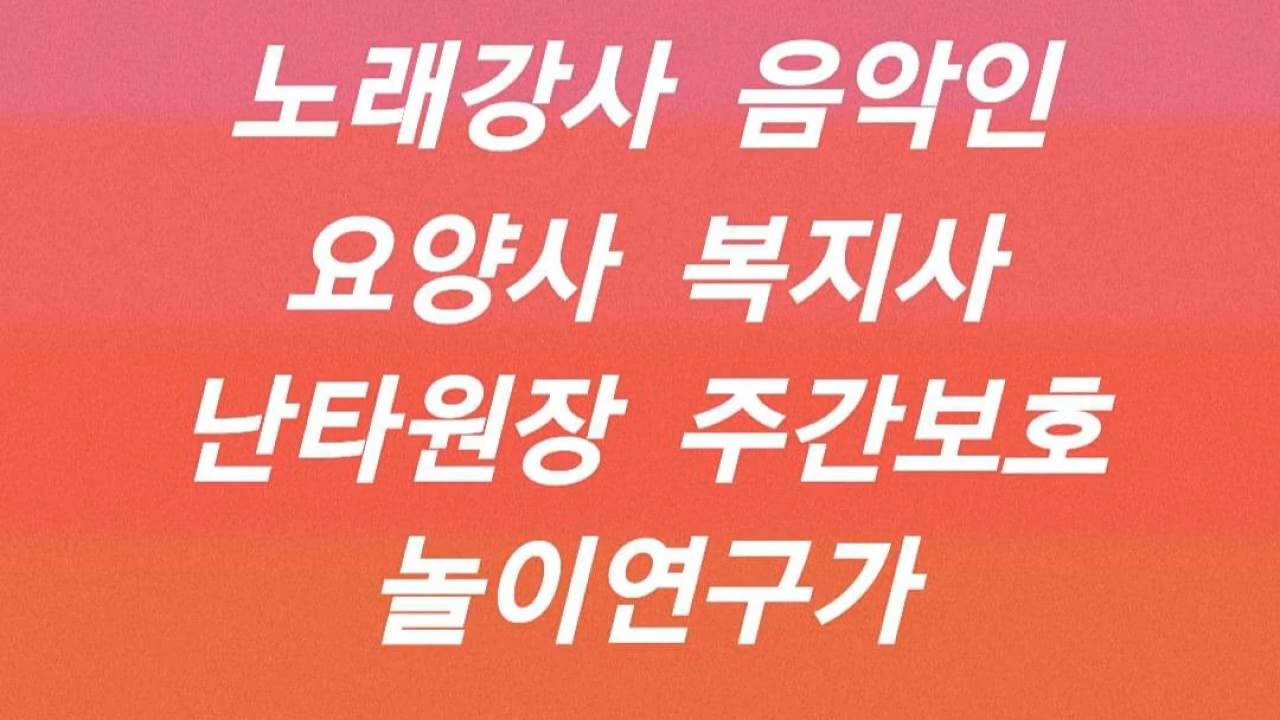 노래강사 음악인
요양사 복지사
난타원장 주간보호
놀이연구가